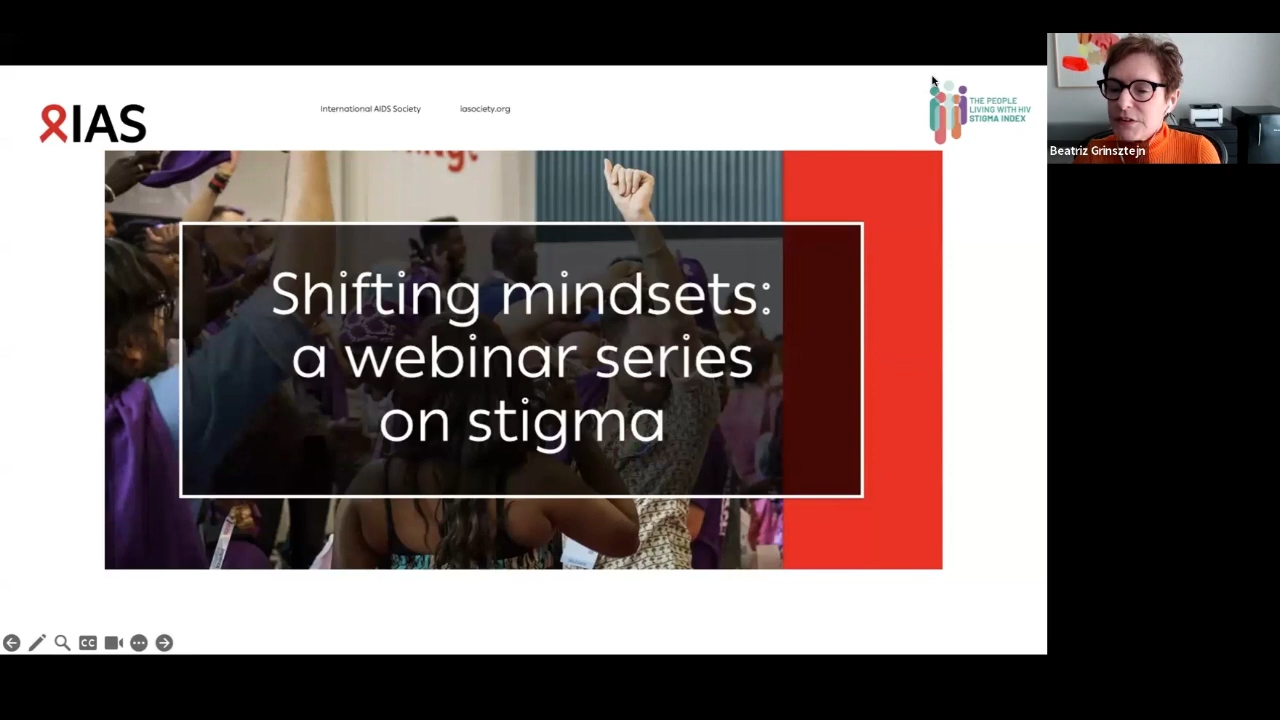 IAS
International AIDS Society
iasociety.org
THE PEOPLE
LIVING WITH HIV
STIGMA INDEX
Beatriz Grinsztejn
Shifting mindsets:
a webinar series
on stigma
CC